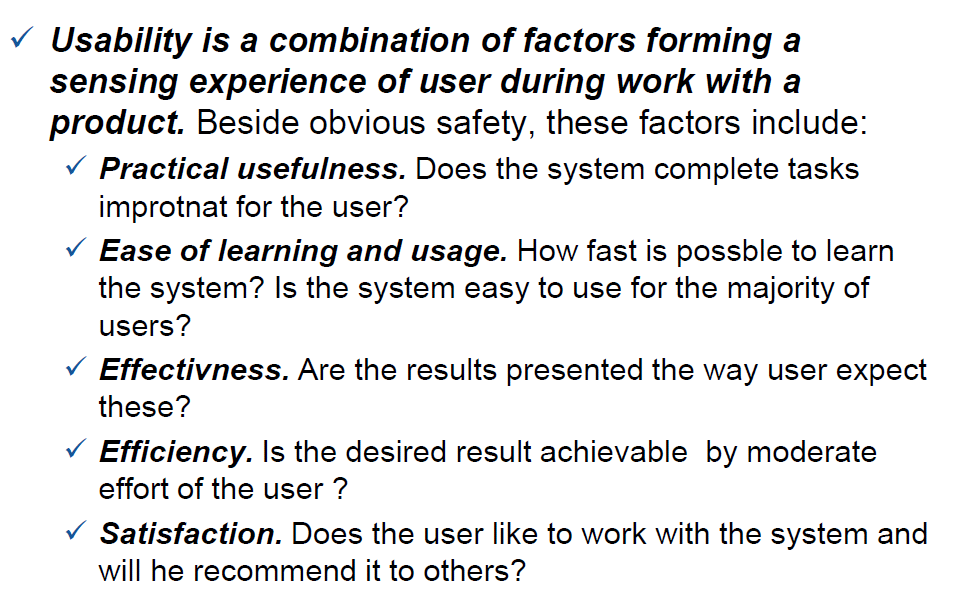 ✓ Usability is a combination of factors forming a
sensing experience of user during work with a
product. Beside obvious safety, these factors include:
✓ Practical usefulness. Does the system complete tasks
improtnat for the user?
✓ Ease of learning and usage. How fast is possble to learn
the system? Is the system easy to use for the majority of
users?
✓ Effectivness. Are the results presented the way user expect
these?
✓ Efficiency. Is the desired result achievable  by moderate
effort of the user ?
✓ Satisfaction. Does the user like to work with the system and
will he recommend it to others?